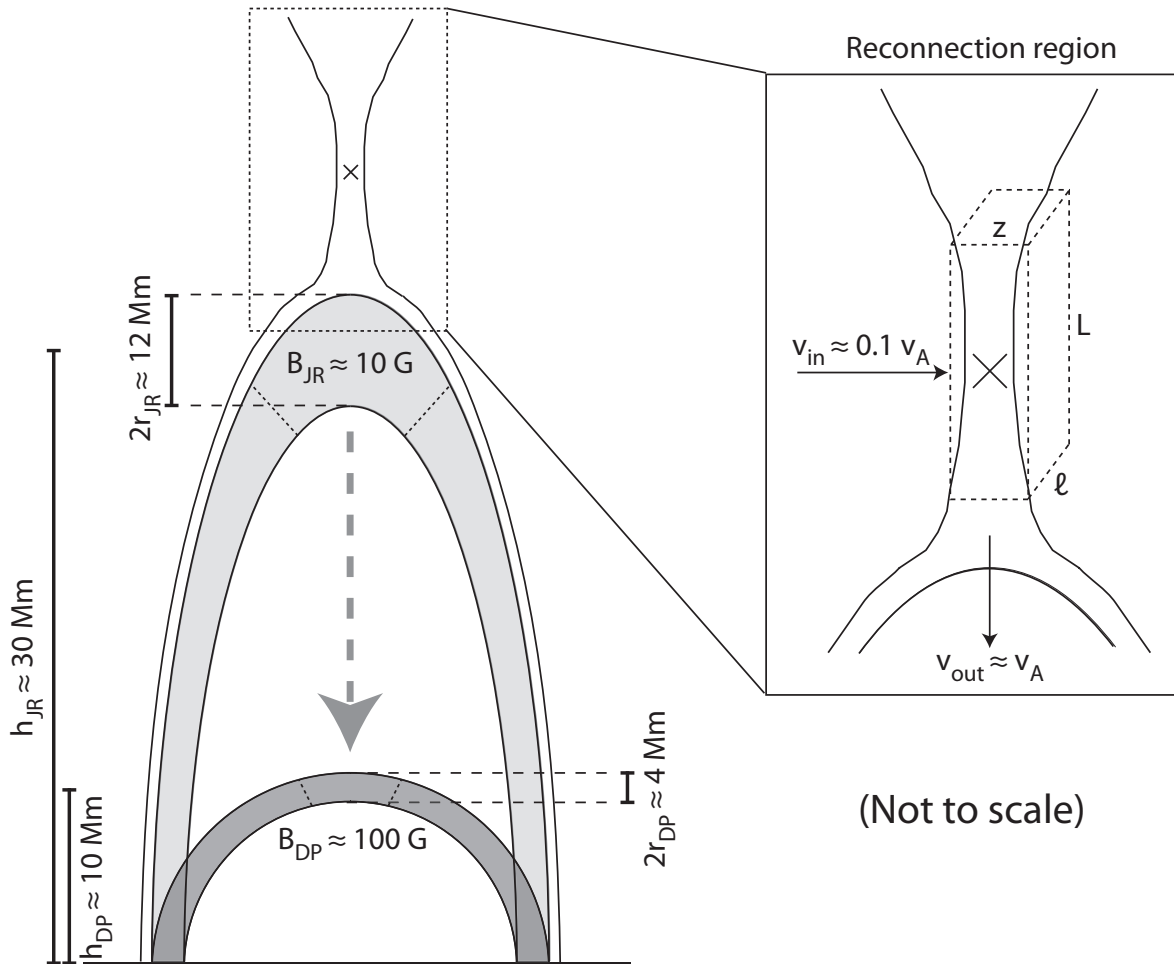 Reconnection region
z
L
v_in ≈ 0.1 v_A
ℓ
v_out ≈ v_A
2r_JR ≈ 12 Mm
B_JR ≈ 10 G
h_JR ≈ 30 Mm
h_DP ≈ 10 Mm
B_DP ≈ 100 G
2r_DP ≈ 4 Mm
(Not to scale)